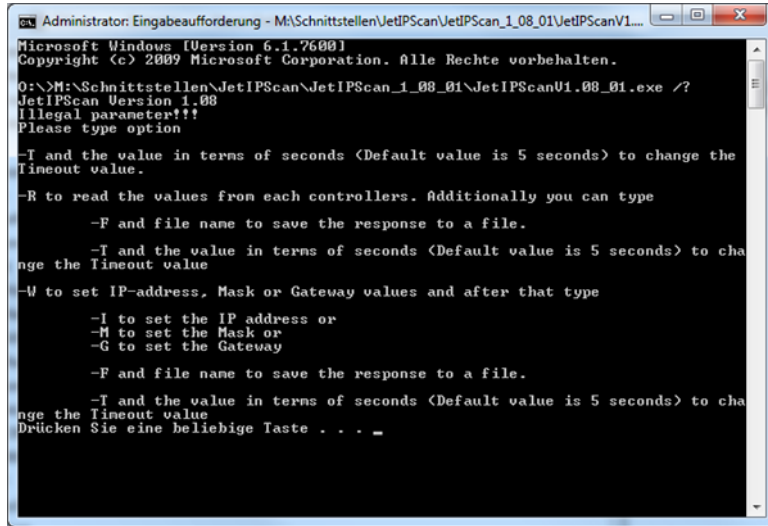 Administrator: Eingabeaufforderung - M:\Schnittstellen\JetIPScan\JetIPScan_1_08_01\JetIPScanV1....
Microsoft Windows [Version 6.1.7600]
Copyright (c) 2009 Microsoft Corporation. Alle Rechte vorbehalten.
O:\>M:\Schnittstellen\JetIPScan\JetIPScan_1_08_01\JetIPScanV1.08_01.exe /?
JetIPScan Version 1.08
Illegal parameter!!!
Please type option
-T and the value in terms of seconds (Default value is 5 seconds) to change the
Timeout value.
-R to read the values from each controllers. Additionally you can type
-F and file name to save the response to a file.
-T and the value in terms of seconds (Default value is 5 seconds) to cha
nge the Timeout value
-W to set IP-address, Mask or Gateway values and after that type
-I to set the IP address or
-M to set the Mask or
-G to set the Gateway
-F and file name to save the response to a file.
-T and the value in terms of seconds (Default value is 5 seconds) to cha
nge the Timeout value
Drücken Sie eine beliebige Taste . . . _